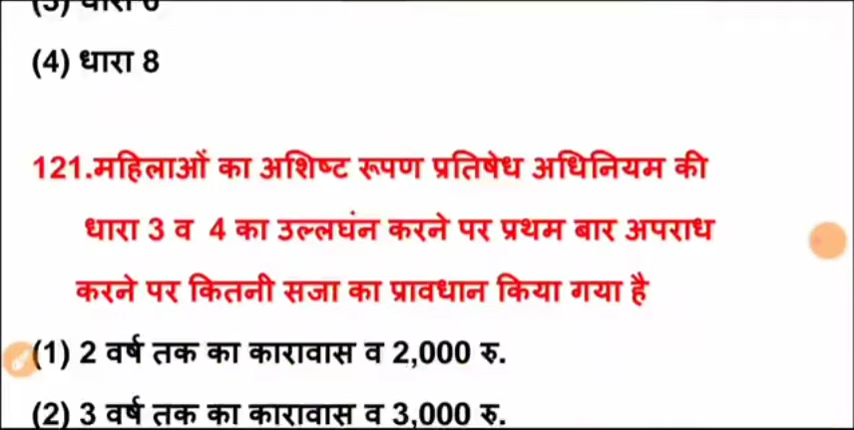 (4) धारा 8
121.महिलाओं का अशिष्ट रूपण प्रतिषेध अधिनियम की
धारा 3 व 4 का उल्लघंन करने पर प्रथम बार अपराध
करने पर कितनी सजा का प्रावधान किया गया है
(1) 2 वर्ष तक का कारावास व 2,000 रु.
(2) 3 वर्ष तक का कारावास व 3,000 रु.